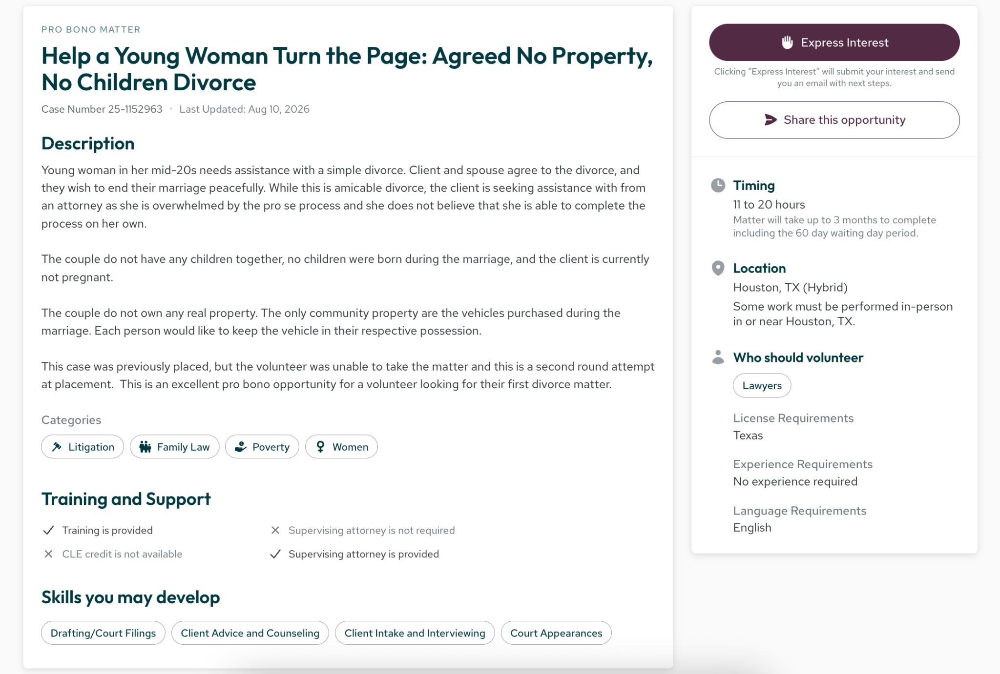 PRO BONO MATTER
Help a Young Woman Turn the Page: Agreed No Property,
No Children Divorce
Case Number 25-1152963 • Last Updated: Aug 10, 2026
Description
Young woman in her mid-20s needs assistance with a simple divorce. Client and spouse agree to the divorce, and
they wish to end their marriage peacefully. While this is amicable divorce, the client is seeking assistance with from
an attorney as she is overwhelmed by the pro se process and she does not believe that she is able to complete the
process on her own.
The couple do not have any children together, no children were born during the marriage, and the client is currently
not pregnant.
The couple do not own any real property. The only community property are the vehicles purchased during the
marriage. Each person would like to keep the vehicle in their respective possession.
This case was previously placed, but the volunteer was unable to take the matter and this is a second round attempt
at placement.  This is an excellent pro bono opportunity for a volunteer looking for their first divorce matter.
Categories
Litigation
Family Law
Poverty
Women
Training and Support
Training is provided
Supervising attorney is not required
CLE credit is not available
Supervising attorney is provided
Skills you may develop
Drafting/Court Filings
Client Advice and Counseling
Client Intake and Interviewing
Court Appearances
Express Interest
Clicking “Express Interest” will submit your interest and send
you an email with next steps.
Share this opportunity
Timing
11 to 20 hours
Matter will take up to 3 months to complete
including the 60 day waiting day period.
Location
Houston, TX (Hybrid)
Some work must be performed in-person
in or near Houston, TX.
Who should volunteer
Lawyers
License Requirements
Texas
Experience Requirements
No experience required
Language Requirements
English